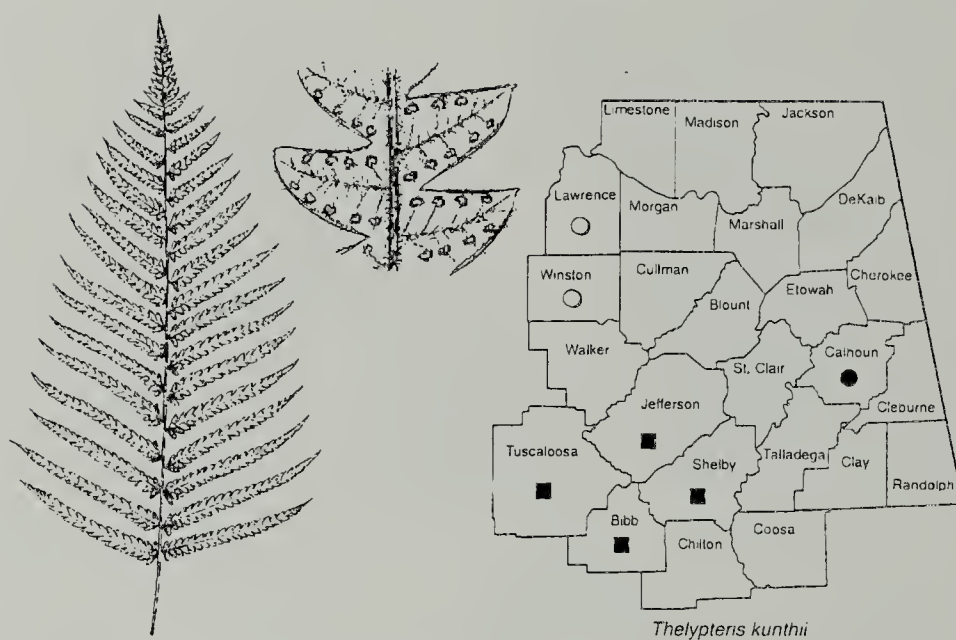 Limestone
Madison
Jackson
Lawrence
Morgan
Marshall
DeKalb
Winston
Cullman
Blount
Etowah
Cherokee
Walker
St. Clair
Calhoun
Jefferson
Cleburne
Tuscaloosa
Shelby
Talladega
Clay
Randolph
Bibb
Chilton
Coosa
Thelypteris kunthii